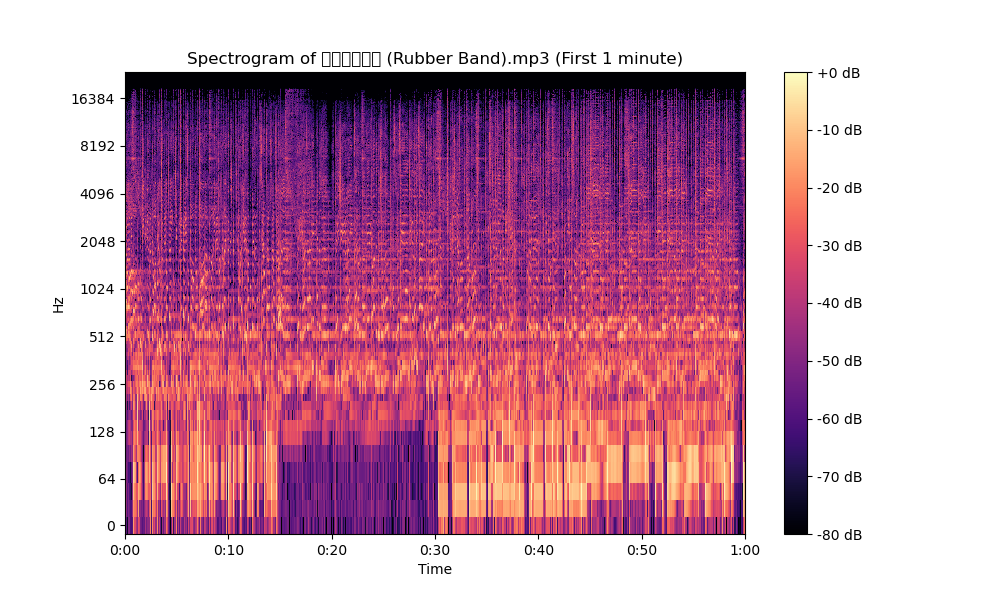 Spectrogram of □□□□□□ (Rubber Band).mp3 (First 1 minute)
Hz
16384
8192
4096
2048
1024
512
256
128
64
0
0:00 0:10 0:20 0:30 0:40 0:50 1:00
Time
+0 dB
-10 dB
-20 dB
-30 dB
-40 dB
-50 dB
-60 dB
-70 dB
-80 dB